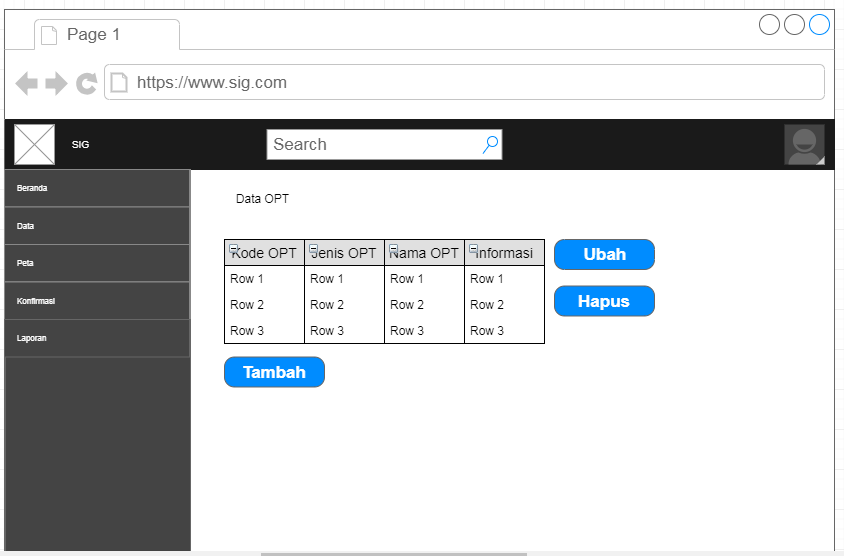 Page 1
https://www.sig.com
SIG
Search
Beranda
Data
Peta
Konfirmasi
Laporan
Data OPT
Kode OPT Jenis OPT Nama OPT Informasi
Row 1 Row 1 Row 1 Row 1
Row 2 Row 2 Row 2 Row 2
Row 3 Row 3 Row 3 Row 3
Ubah
Hapus
Tambah